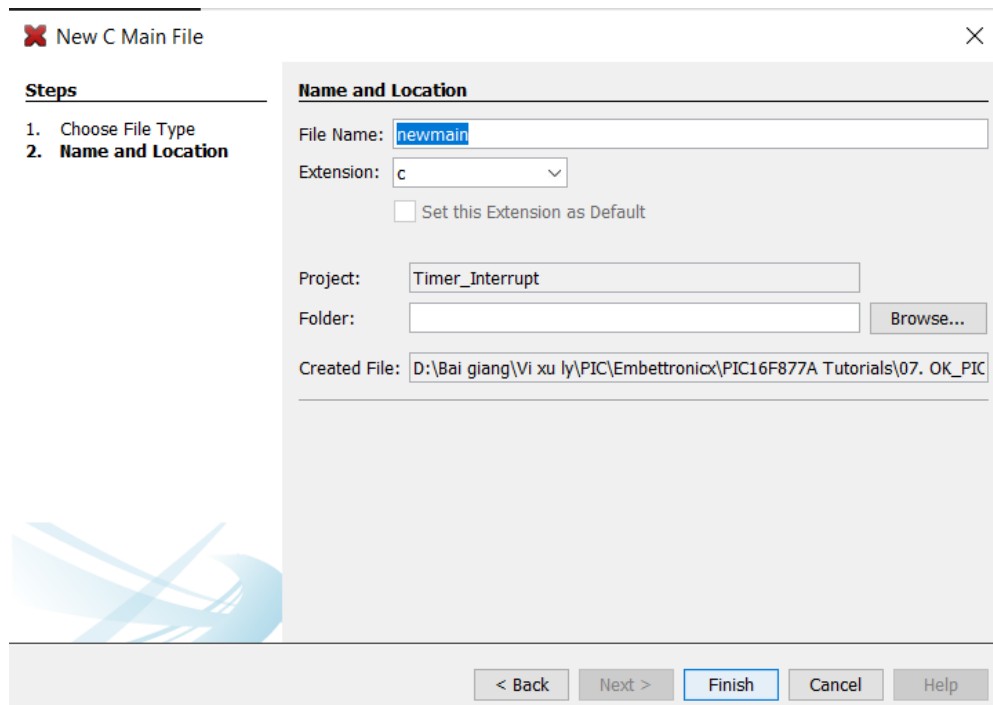 New C Main File
Steps
1. Choose File Type
2. Name and Location
Name and Location
File Name: newmain
Extension: c
Set this Extension as Default
Project: Timer_Interrupt
Folder: Browse...
Created File: D:\Bai giang\Vi xu ly\PIC\Embettronicx\PIC16F877A Tutorials\07. OK_PIC
< Back Next > Finish Cancel Help